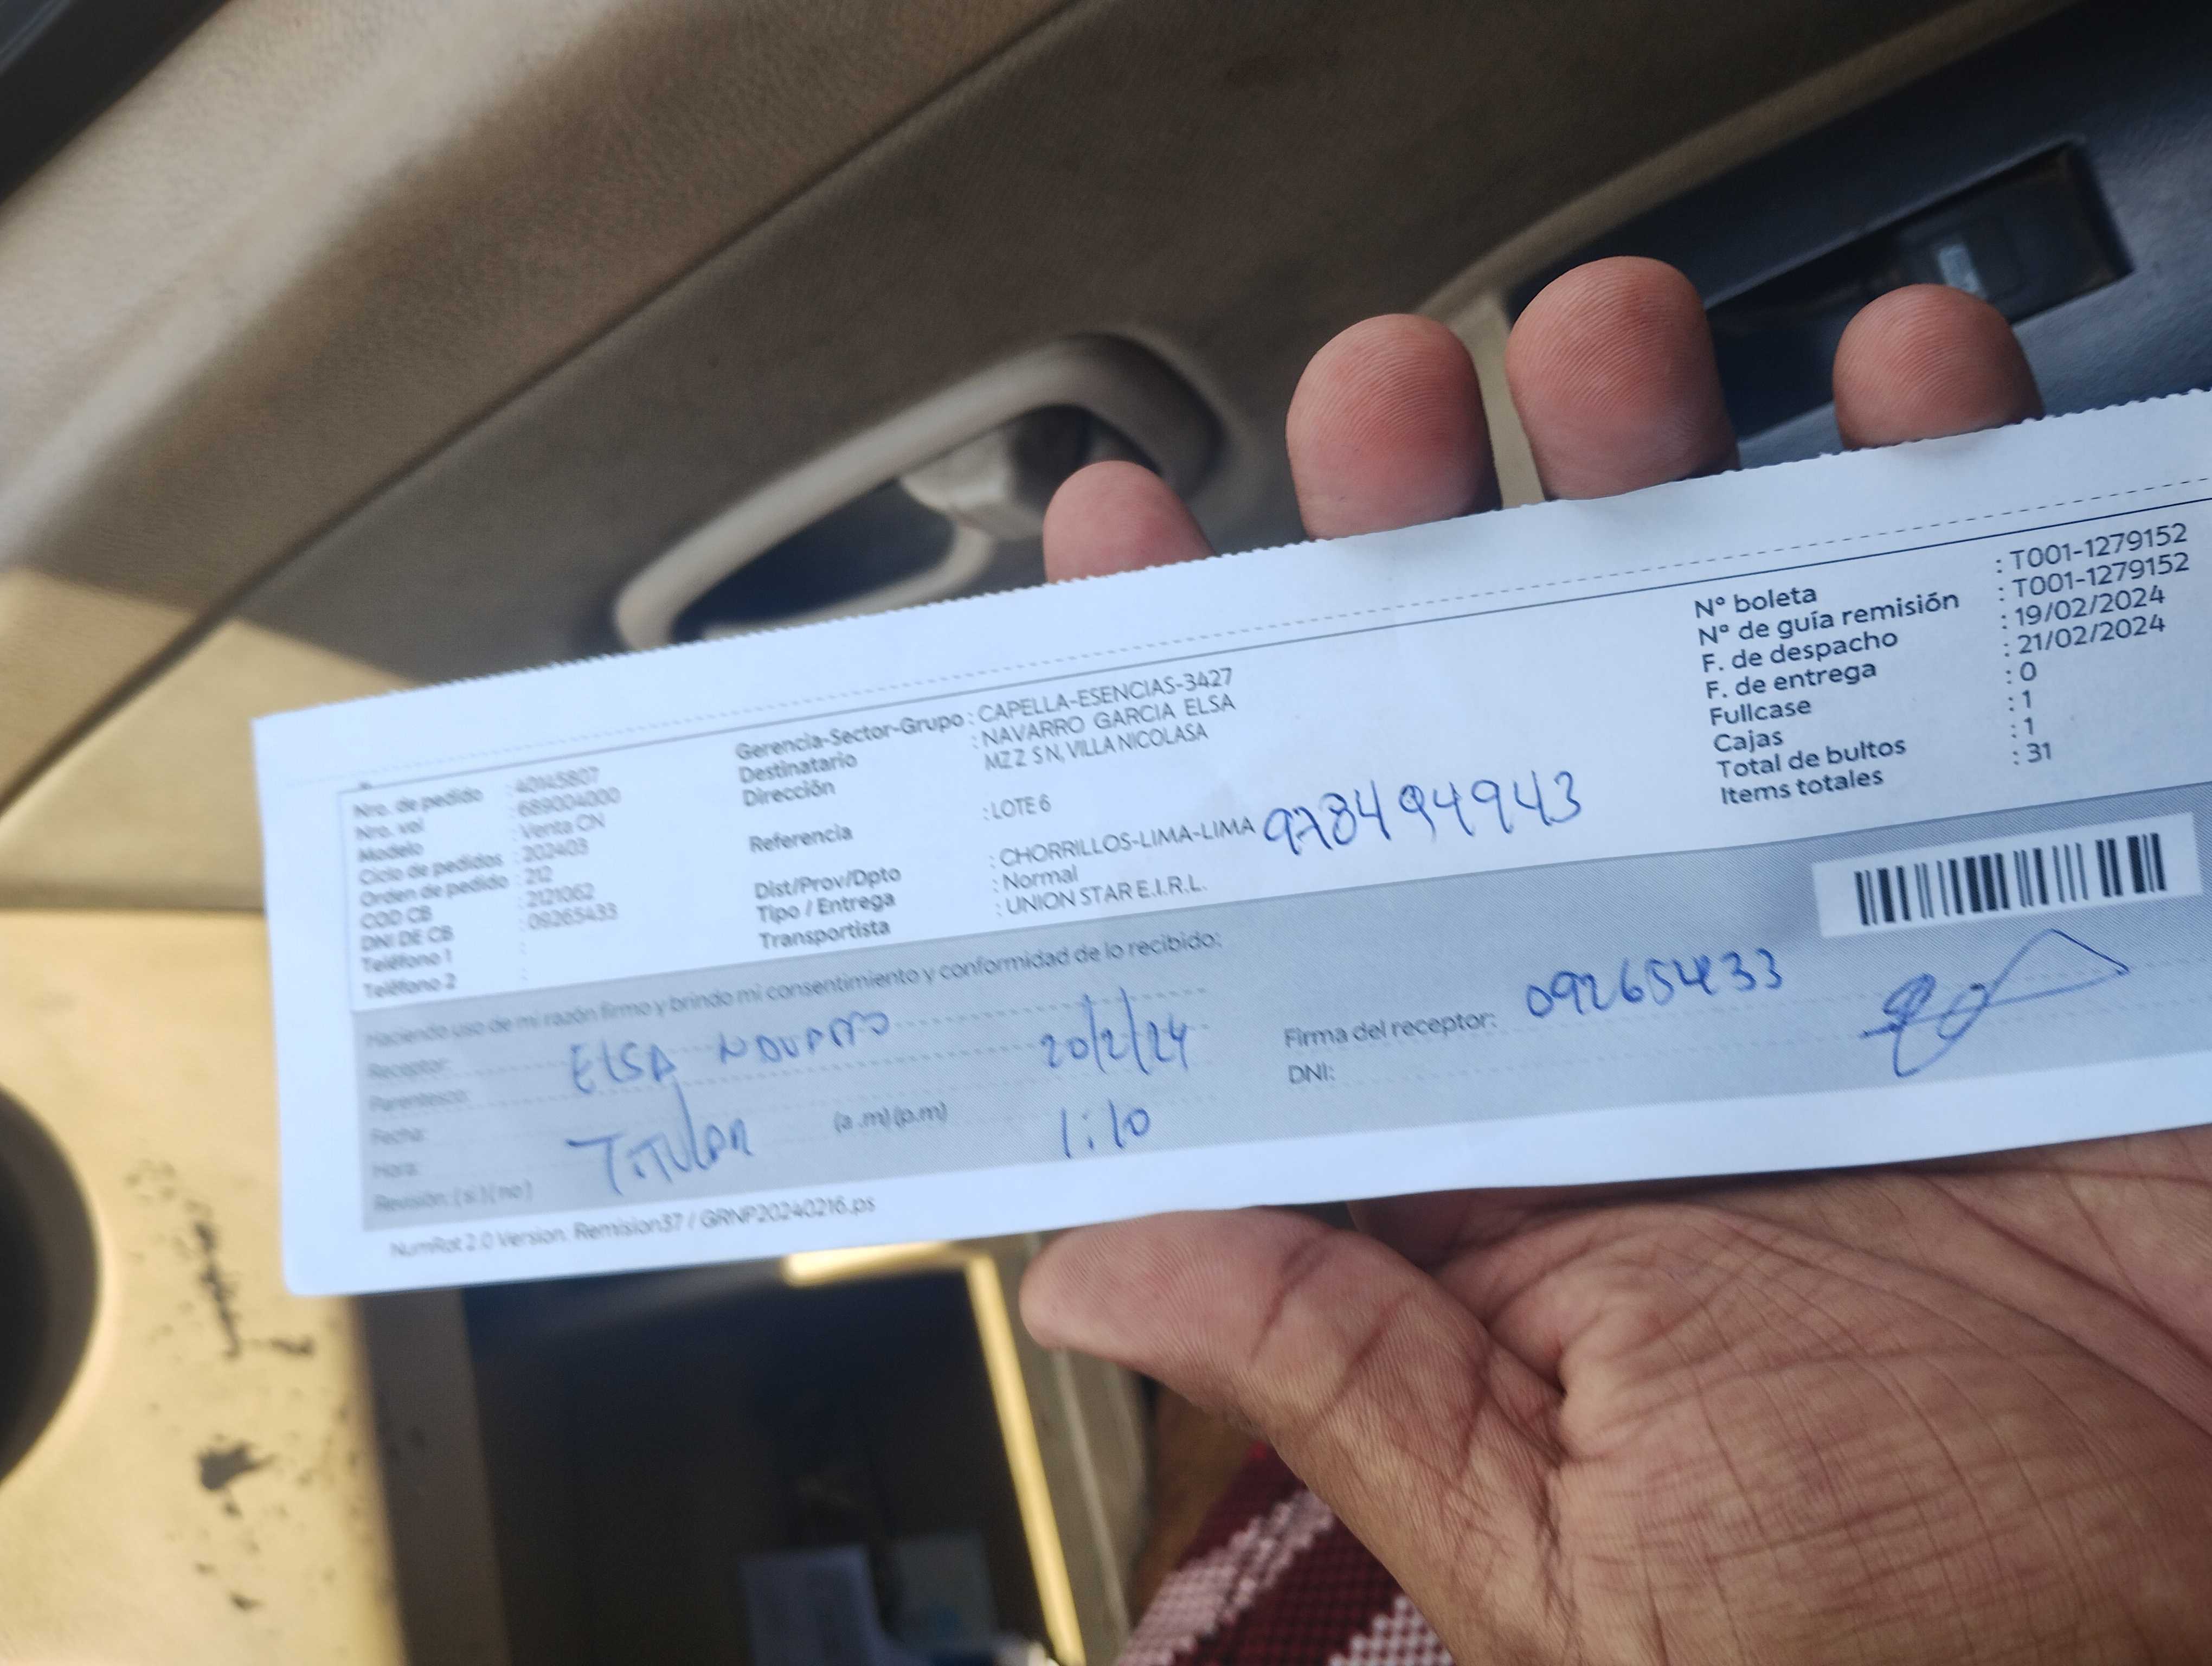 Nro. de pedido : 40145807
Nro. vol : 689004000
Modelo : Venta CN
Ciclo de pedidos : 202403
Orden de pedido : 212
COD CB : 2121062
DNI DE CB : 09265433
Teléfono 1 :
Teléfono 2 :
Gerencia-Sector-Grupo : CAPELLA-ESENCIAS-3427
Destinatario : NAVARRO GARCIA ELSA
Dirección MZ Z S N, VILLA NICOLASA
Referencia : LOTE 6
Dist/Prov/Dpto : CHORRILLOS-LIMA-LIMA 978494943
Tipo / Entrega : Normal
Transportista : UNION STAR E.I.R.L.
N° boleta : T001-1279152
N° de guía remisión : T001-1279152
F. de despacho : 19/02/2024
F. de entrega : 21/02/2024
Fullcase : 0
Cajas : 1
Total de bultos : 1
Items totales : 31
Haciendo uso de mi razón firmo y brindo mi consentimiento y conformidad de lo recibido:
Receptor: ELSA NAVARRO
Parentesco:
Fecha: 20/2/24
Hora: TITULAR (a .m) (p.m) 1:10
Revisión: ( si ) ( no )
Firma del receptor: 09265433
DNI:
NumRot 2.0 Version: Remision37 / GRNP20240216.ps